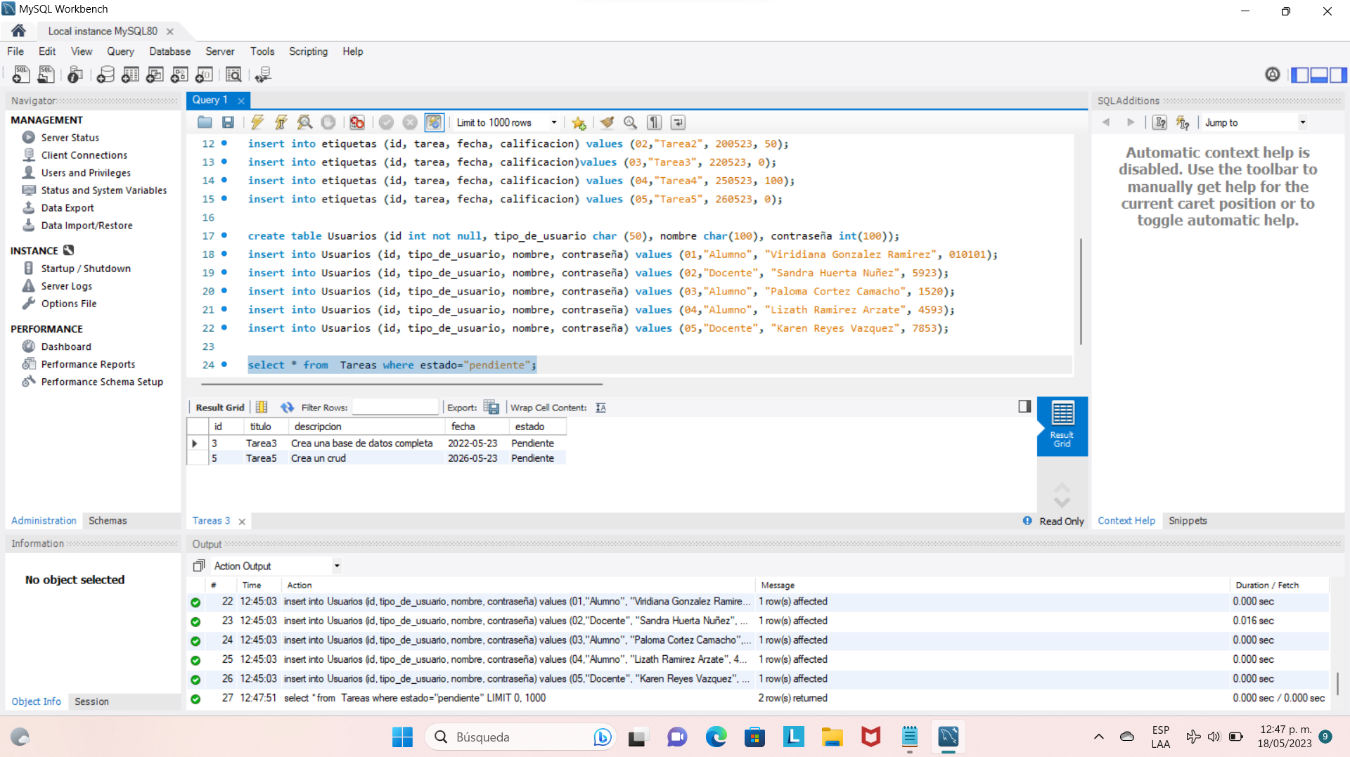 MySQL Workbench
Local instance MySQL80
File Edit View Query Database Server Tools Scripting Help
Navigator
MANAGEMENT
Server Status
Client Connections
Users and Privileges
Status and System Variables
Data Export
Data Import/Restore
INSTANCE
Startup / Shutdown
Server Logs
Options File
PERFORMANCE
Dashboard
Performance Reports
Performance Schema Setup
Administration Schemas
Information
No object selected
Object Info Session
Query 1
Limit to 1000 rows
12 insert into etiquetas (id, tarea, fecha, calificacion) values (02,"Tarea2", 200523, 50);
13 insert into etiquetas (id, tarea, fecha, calificacion)values (03,"Tarea3", 220523, 0);
14 insert into etiquetas (id, tarea, fecha, calificacion) values (04,"Tarea4", 250523, 100);
15 insert into etiquetas (id, tarea, fecha, calificacion) values (05,"Tarea5", 260523, 0);
16
17 create table Usuarios (id int not null, tipo_de_usuario char (50), nombre char(100), contraseña int(100));
18 insert into Usuarios (id, tipo_de_usuario, nombre, contraseña) values (01,"Alumno", "Viridiana Gonzalez Ramirez", 010101);
19 insert into Usuarios (id, tipo_de_usuario, nombre, contraseña) values (02,"Docente", "Sandra Huerta Nuñez", 5923);
20 insert into Usuarios (id, tipo_de_usuario, nombre, contraseña) values (03,"Alumno", "Paloma Cortez Camacho", 1520);
21 insert into Usuarios (id, tipo_de_usuario, nombre, contraseña) values (04,"Alumno", "Lizath Ramirez Arzate", 4593);
22 insert into Usuarios (id, tipo_de_usuario, nombre, contraseña) values (05,"Docente", "Karen Reyes Vazquez", 7853);
23
24 select * from  Tareas where estado="pendiente";
Result Grid Filter Rows: Export: Wrap Cell Content:
id titulo descripcion fecha estado
3 Tarea3 Crea una base de datos completa 2022-05-23 Pendiente
5 Tarea5 Crea un crud 2026-05-23 Pendiente
Result
Grid
Tareas 3
Read Only
SQLAdditions
Jump to
Automatic context help is
disabled. Use the toolbar to
manually get help for the
current caret position or to
toggle automatic help.
Context Help Snippets
Output
Action Output
# Time Action Message Duration / Fetch
22 12:45:03 insert into Usuarios (id, tipo_de_usuario, nombre, contraseña) values (01,"Alumno", "Viridiana Gonzalez Ramire... 1 row(s) affected 0.000 sec
23 12:45:03 insert into Usuarios (id, tipo_de_usuario, nombre, contraseña) values (02,"Docente", "Sandra Huerta Nuñez", ... 1 row(s) affected 0.016 sec
24 12:45:03 insert into Usuarios (id, tipo_de_usuario, nombre, contraseña) values (03,"Alumno", "Paloma Cortez Camacho",... 1 row(s) affected 0.000 sec
25 12:45:03 insert into Usuarios (id, tipo_de_usuario, nombre, contraseña) values (04,"Alumno", "Lizath Ramirez Arzate", 4... 1 row(s) affected 0.000 sec
26 12:45:03 insert into Usuarios (id, tipo_de_usuario, nombre, contraseña) values (05,"Docente", "Karen Reyes Vazquez", ... 1 row(s) affected 0.000 sec
27 12:47:51 select * from  Tareas where estado="pendiente" LIMIT 0, 1000 2 row(s) returned 0.000 sec / 0.000 sec
Búsqueda
ESP
LAA
12:47 p. m.
18/05/2023
9